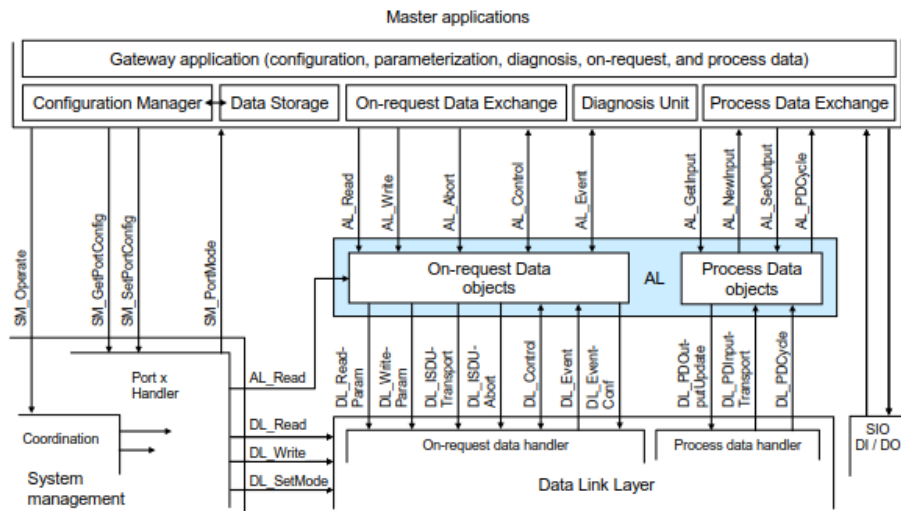 Master applications
Gateway application (configuration, parameterization, diagnosis, on-request, and process data)
Configuration Manager
Data Storage
On-request Data Exchange
Diagnosis Unit
Process Data Exchange
SM_Operate
SM_GetPortConfig
SM_SetPortConfig
SM_PortMode
AL_Read
AL_Write
AL_Abort
AL_Control
AL_Event
AL_GetInput
AL_NewInput
AL_SetOutput
AL_PDCycle
On-request Data
objects
AL
Process Data
objects
Port x
Handler
AL_Read
DL_Read-
Param
DL_Write-
Param
DL_ISDU-
Transport
DL_ISDU-
Abort
DL_Control
DL_Event
DL_Event-
Conf
DL_PDOut-
putUpdate
DL_PDInput-
Transport
DL_PDCycle
Coordination
DL_Read
DL_Write
DL_SetMode
On-request data handler
Process data handler
SIO
DI / DO
System
management
Data Link Layer